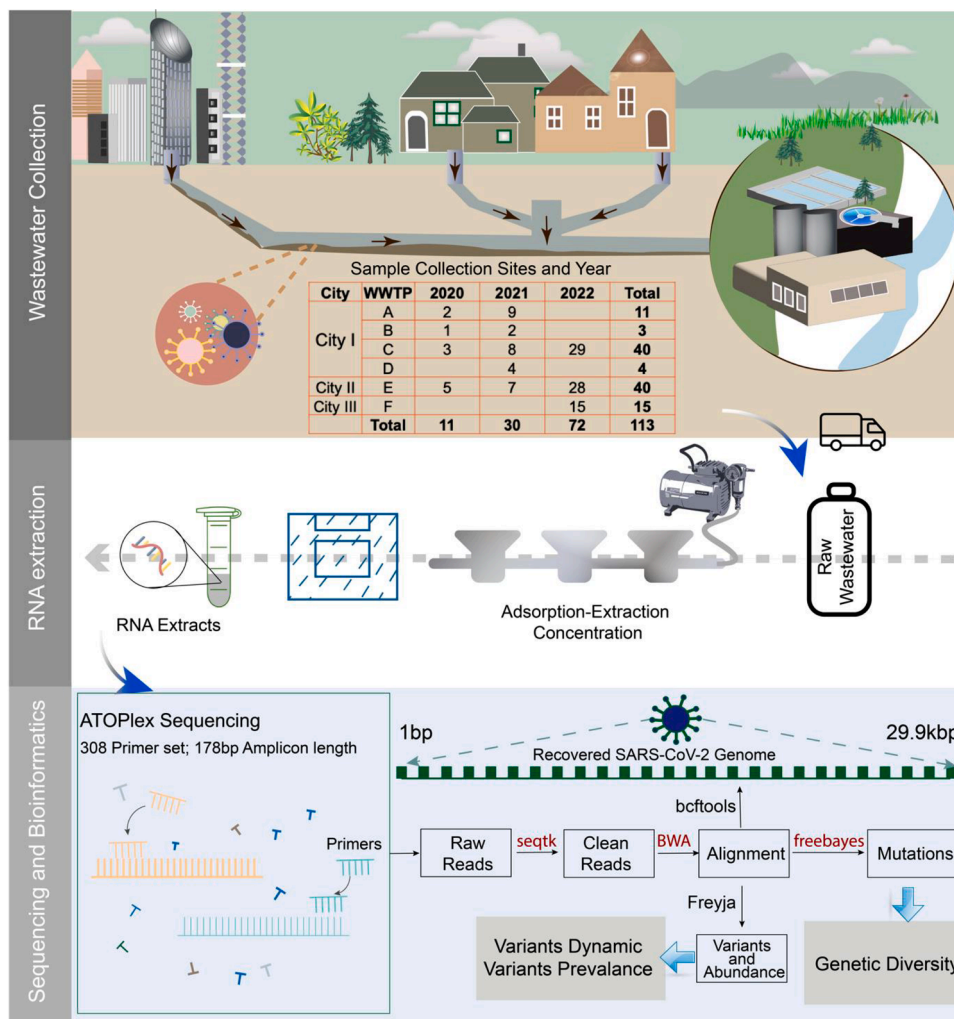 Wastewater Collection
Sample Collection Sites and Year
City WWTP 2020 2021 2022 Total
City I A 2 9 11
B 1 2 3
C 3 8 29 40
D 4 4
City II E 5 7 28 40
City III F 15 15
Total 11 30 72 113
RNA extraction
RNA Extracts
Adsorption-Extraction
Concentration
Raw
Wastewater
Sequencing and Bioinformatics
ATOPlex Sequencing
308 Primer set; 178bp Amplicon length
Primers
1bp
29.9kbp
Recovered SARS-CoV-2 Genome
bcftools
Raw
Reads
seqtk
Clean
Reads
BWA
Alignment
freebayes
Mutations
Freyja
Variants
and
Abundance
Variants Dynamic
Variants Prevalance
Genetic Diversity